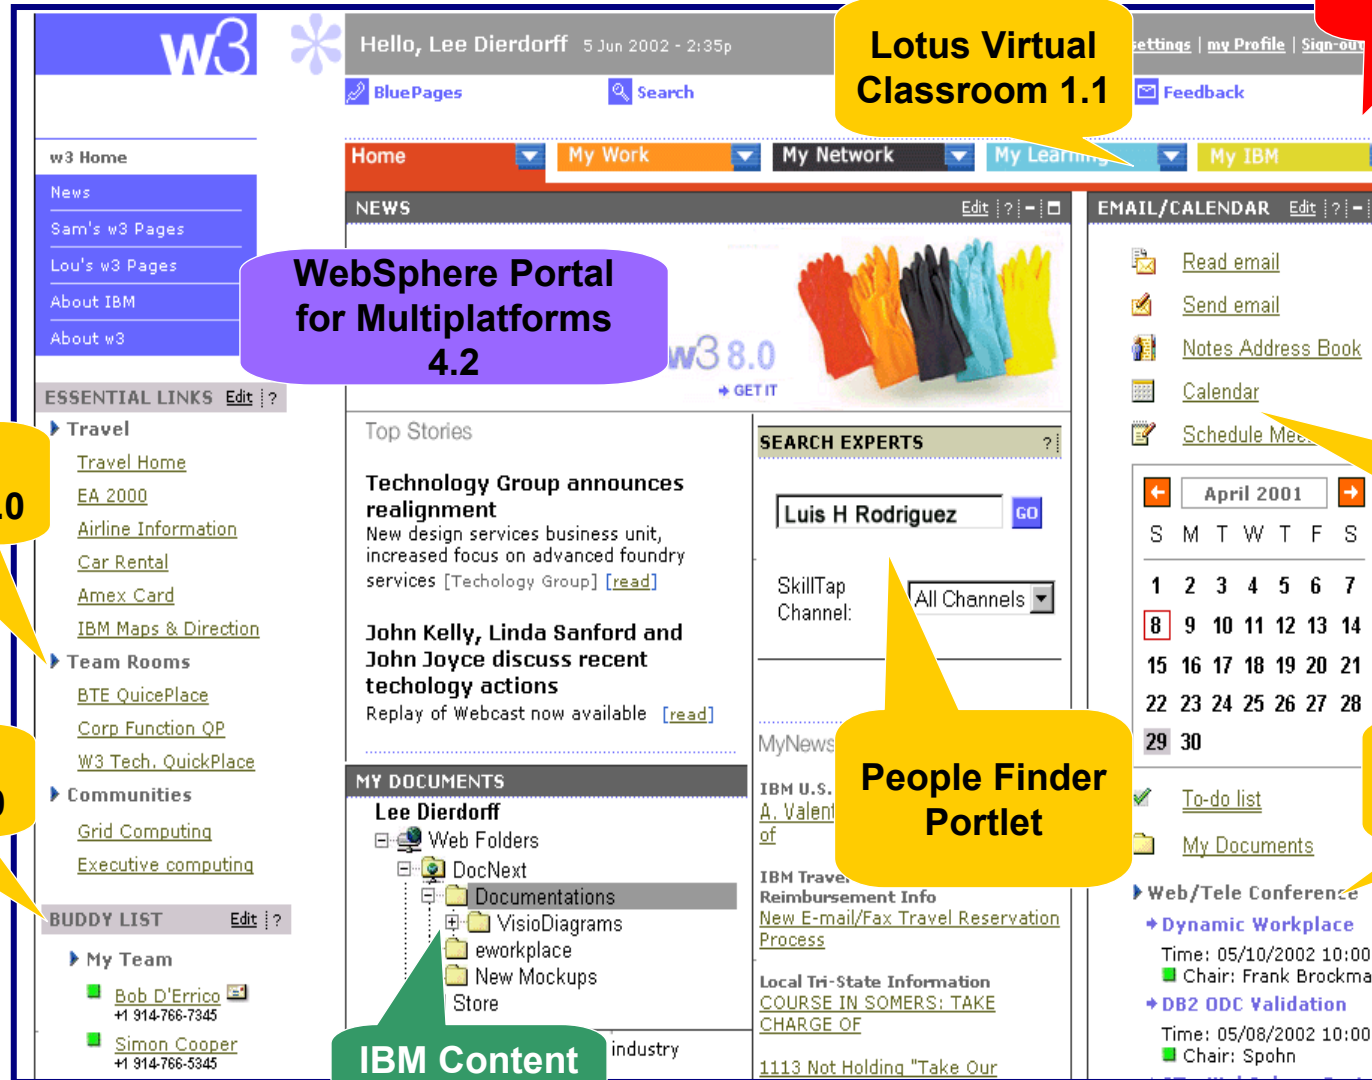 w3
Hello, Lee Dierdorff 5 Jun 2002 - 2:35p
settings | my Profile | Sign-out
Lotus Virtual
Classroom 1.1
BluePages
Search
Feedback
w3 Home
News
Sam's w3 Pages
Lou's w3 Pages
About IBM
About w3
Home
My Work
My Network
My Learning
My IBM
NEWS Edit ?
EMAIL/CALENDAR Edit ?
WebSphere Portal
for Multiplatforms
4.2
w3 8.0
GET IT
Read email
Send email
Notes Address Book
Calendar
Schedule
ESSENTIAL LINKS Edit ?
Travel
Travel Home
EA 2000
Airline Information
Car Rental
Amex Card
IBM Maps & Direction
Team Rooms
BTE QuicePlace
Corp Function QP
W3 Tech. QuickPlace
Communities
Grid Computing
Executive computing
.0
BUDDY LIST Edit ?
My Team
Bob D'Errico
+1 914-766-7345
Simon Cooper
+1 914-766-5345
Top Stories
Technology Group announces
realignment
New design services business unit,
increased focus on advanced foundry
services [Techology Group] [read]
John Kelly, Linda Sanford and
John Joyce discuss recent
techology actions
Replay of Webcast now available [read]
MY DOCUMENTS
Lee Dierdorff
Web Folders
DocNext
Documentations
VisioDiagrams
eworkplace
New Mockups
Store
IBM Content
industry
SEARCH EXPERTS ?
Luis H Rodriguez GO
SkillTap
Channel:
All Channels
People Finder
Portlet
MyNews
IBM U.S.
A. Valent
of
IBM Travel
Reimbursement Info
New E-mail/Fax Travel Reservation
Process
Local Tri-State Information
COURSE IN SOMERS: TAKE
CHARGE OF
1113 Not Holding "Take Our
April 2001
S M T W T F S
1 2 3 4 5 6 7
8 9 10 11 12 13 14
15 16 17 18 19 20 21
22 23 24 25 26 27 28
29 30
To-do list
My Documents
Web/Tele Conference
Dynamic Workplace
Time: 05/10/2002 10:00
Chair: Frank Brockma
DB2 ODC Validation
Time: 05/08/2002 10:00
Chair: Spohn